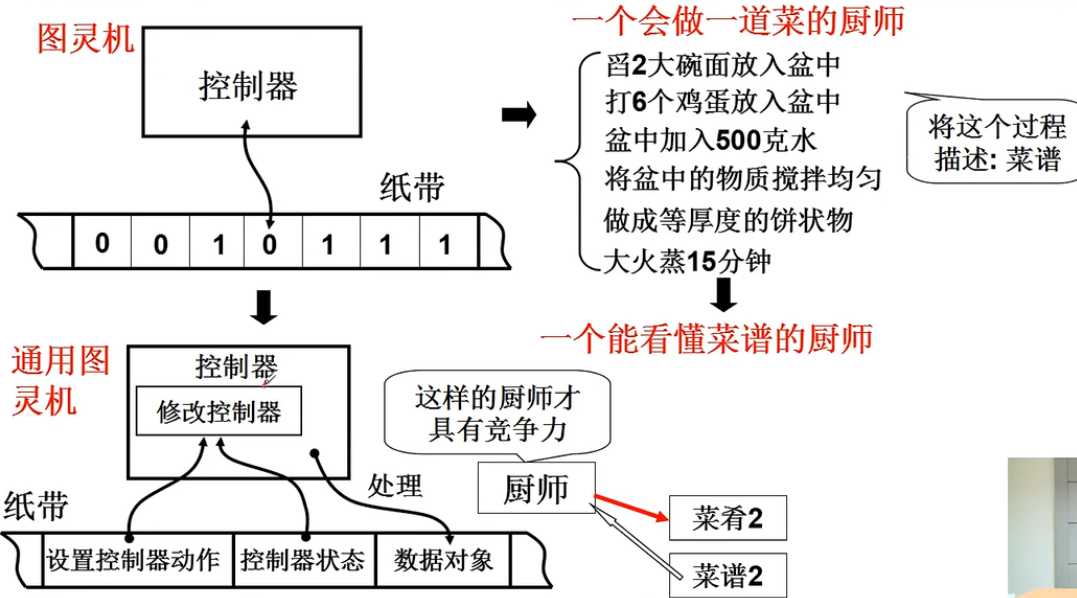 一个会做一道菜的厨师
图灵机
控制器
舀2大碗面放入盆中
打6个鸡蛋放入盆中
盆中加入500克水
将盆中的物质搅拌均匀
做成等厚度的饼状物
大火蒸15分钟
将这个过程
描述: 菜谱
纸带
0 0 1 0 1 1 1
一个能看懂菜谱的厨师
通用图
灵机
控制器
修改控制器
这样的厨师才
具有竞争力
处理
厨师
纸带
菜肴2
设置控制器动作
控制器状态
数据对象
菜谱2